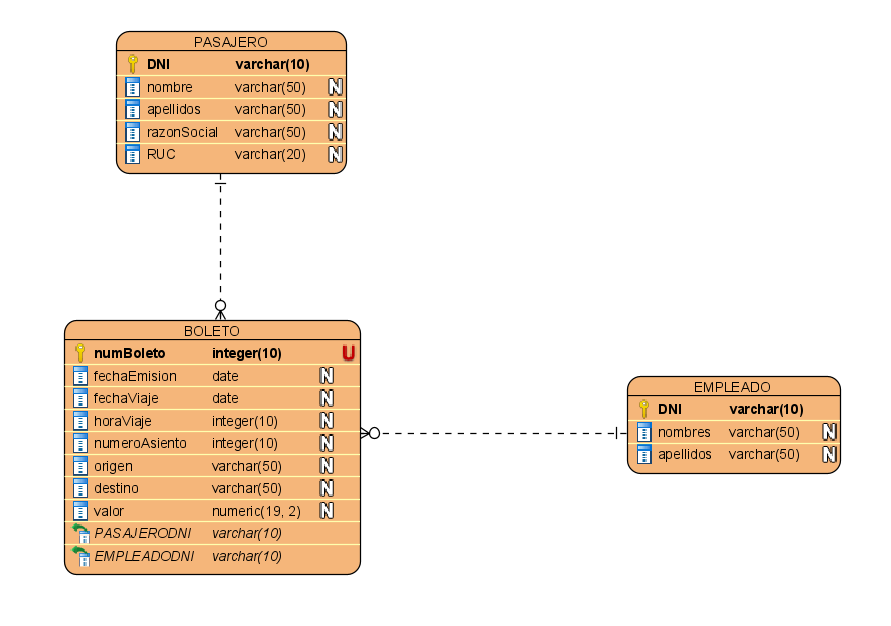 PASAJERO
DNI varchar(10)
nombre varchar(50) N
apellidos varchar(50) N
razonSocial varchar(50) N
RUC varchar(20) N
BOLETO
numBoleto integer(10) U
fechaEmision date N
fechaViaje date N
horaViaje integer(10) N
numeroAsiento integer(10) N
origen varchar(50) N
destino varchar(50) N
valor numeric(19, 2) N
PASAJERODNI varchar(10)
EMPLEADODNI varchar(10)
EMPLEADO
DNI varchar(10)
nombres varchar(50) N
apellidos varchar(50) N